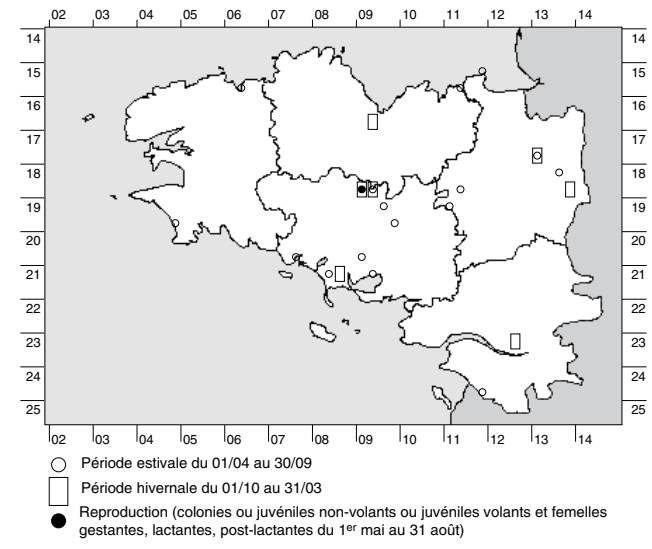 02 03 04 05 06 07 08 09 10 11 12 13 14
14 14
15 15
16 16
17 17
18 18
19 19
20 20
21 21
22 22
23 23
24 24
25 25
02 03 04 05 06 07 08 09 10 11 12 13 14
Période estivale du 01/04 au 30/09
Période hivernale du 01/10 au 31/03
Reproduction (colonies ou juvéniles non-volants ou juvéniles volants et femelles
gestantes, lactantes, post-lactantes du 1er mai au 31 août)